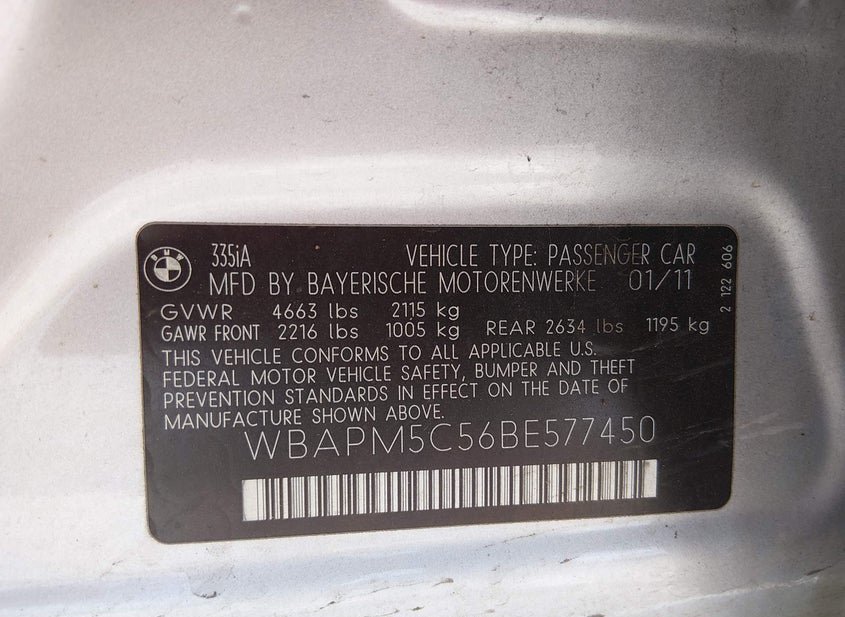 BMW
335iA VEHICLE TYPE: PASSENGER CAR
MFD BY BAYERISCHE MOTORENWERKE 01/11
GVWR 4663 lbs 2115 kg
GAWR FRONT 2216 lbs 1005 kg REAR 2634 lbs 1195 kg
THIS VEHICLE CONFORMS TO ALL APPLICABLE U.S.
FEDERAL MOTOR VEHICLE SAFETY, BUMPER AND THEFT
PREVENTION STANDARDS IN EFFECT ON THE DATE OF
MANUFACTURE SHOWN ABOVE.
WBAPM5C56BE577450
2 122 606